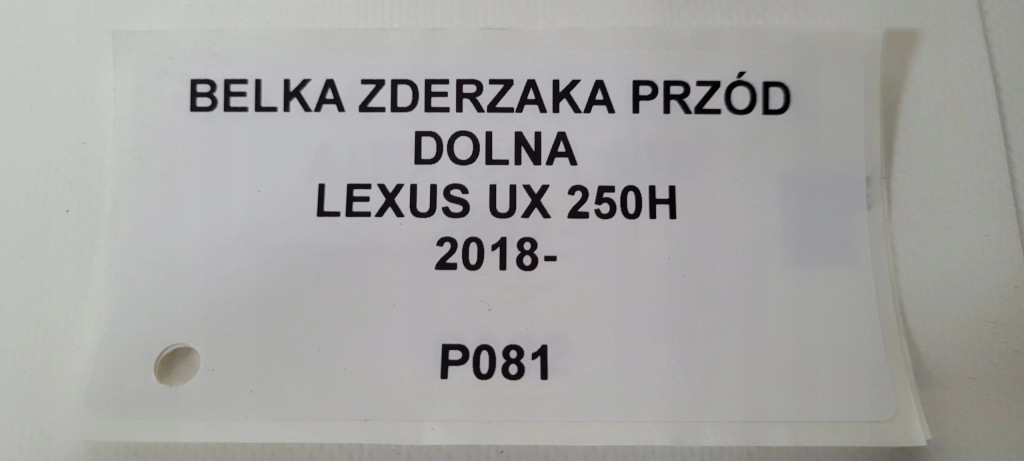 BELKA ZDERZAKA PRZÓD
DOLNA
LEXUS UX 250H
2018-
P081